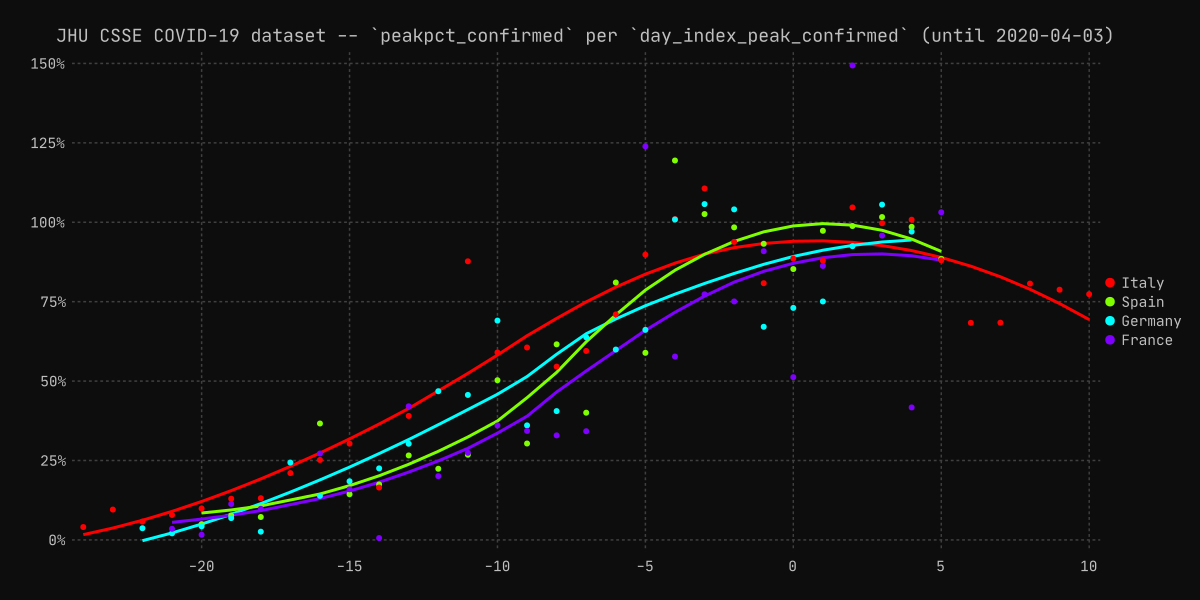 JHU CSSE COVID-19 dataset -- `peakpct_confirmed` per `day_index_peak_confirmed` (until 2020-04-03)
150%
125%
100%
75%
50%
25%
0%
-20 -15 -10 -5 0 5 10
Italy
Spain
Germany
France